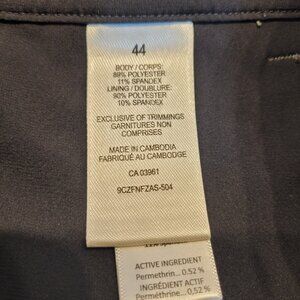 44
BODY / CORPS:
89% POLYESTER
11% SPANDEX
LINING / DOUBLURE:
90% POLYESTER
10% SPANDEX
EXCLUSIVE OF TRIMMINGS
GARNITURES NON
COMPRISES
MADE IN CAMBODIA
FABRIQUÉ AU CAMBODGE
CA 03961
9CZFNFZAS-504
ACTIVE INGREDIENT
Permethrin... 0.52 %
INGRÉDIENT ACTIF
Perméthrine... 0.52 %